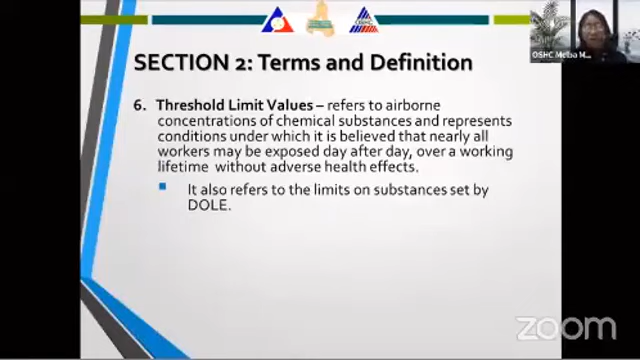 SECTION 2: Terms and Definition
OSHC Melba M...
6. Threshold Limit Values – refers to airborne
concentrations of chemical substances and represents
conditions under which it is believed that nearly all
workers may be exposed day after day, over a working
lifetime without adverse health effects.
It also refers to the limits on substances set by
DOLE.
zoom